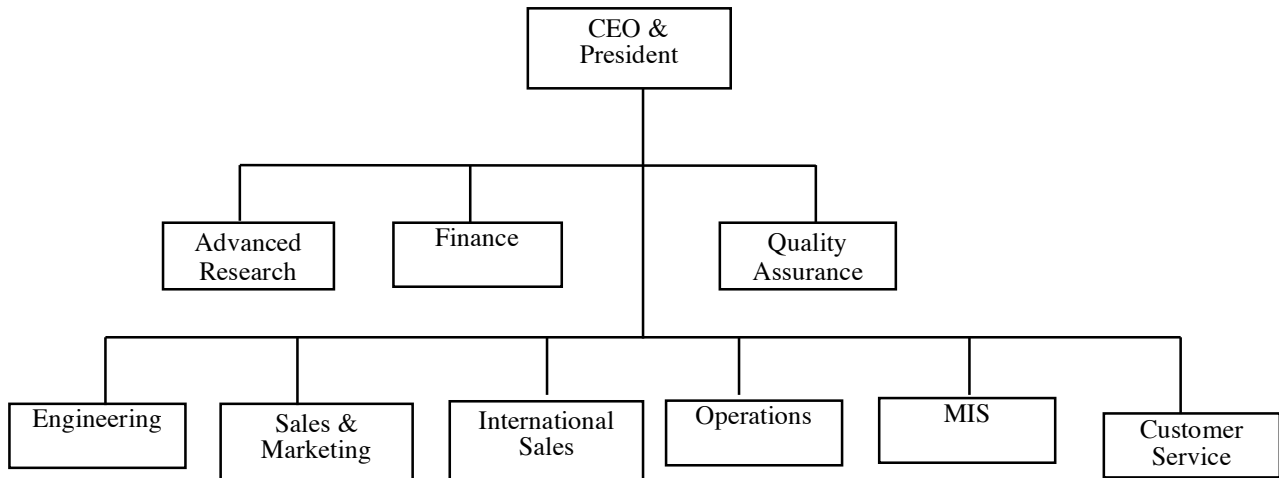 CEO &
President
Advanced
Research
Finance
Quality
Assurance
Engineering
Sales &
Marketing
International
Sales
Operations
MIS
Customer
Service